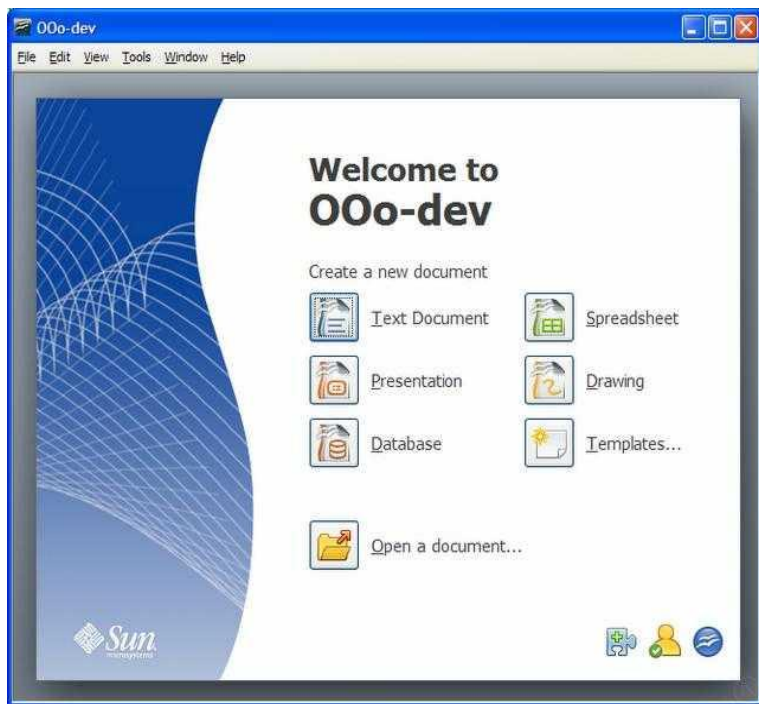 OOo-dev
File Edit View Tools Window Help
Welcome to
OOo-dev
Create a new document
Text Document
Spreadsheet
Presentation
Drawing
Database
Templates...
Open a document...
Sun
microsystems